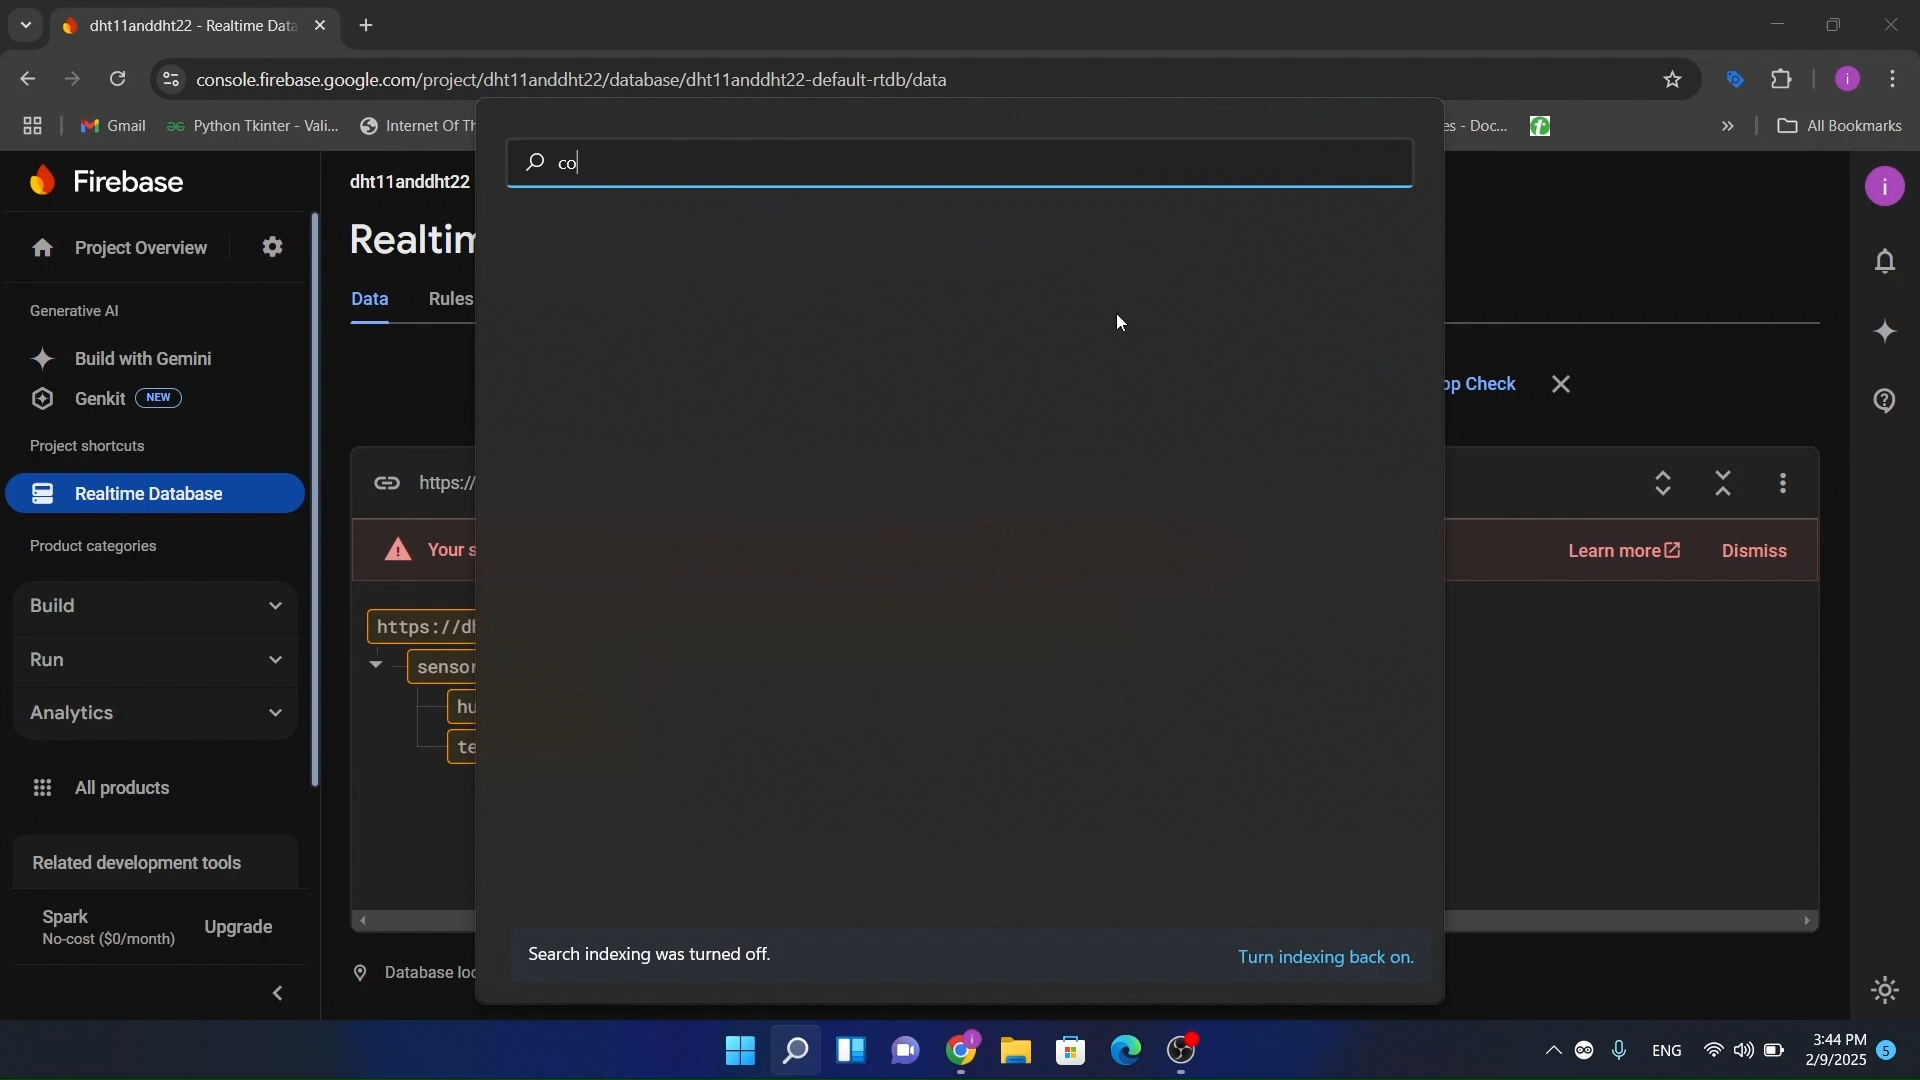 dht11anddht22 - Realtime Data
console.firebase.google.com/project/dht11anddht22/database/dht11anddht22-default-rtdb/data
i
Gmail
Python Tkinter - Vali...
Internet Of Th
es - Doc...
All Bookmarks
co
Firebase
dht11anddht22
i
Project Overview
Realtim
Data
Rules
Generative AI
Build with Gemini
Genkit
NEW
pp Check
Project shortcuts
Realtime Database
https://
Product categories
Your s
Learn more
Dismiss
Build
https://dh
Run
sensor
hu
Analytics
te
All products
Related development tools
Spark
No-cost ($0/month)
Upgrade
Search indexing was turned off.
Turn indexing back on.
Database loc
i
ENG
3:44 PM
2/9/2025
5